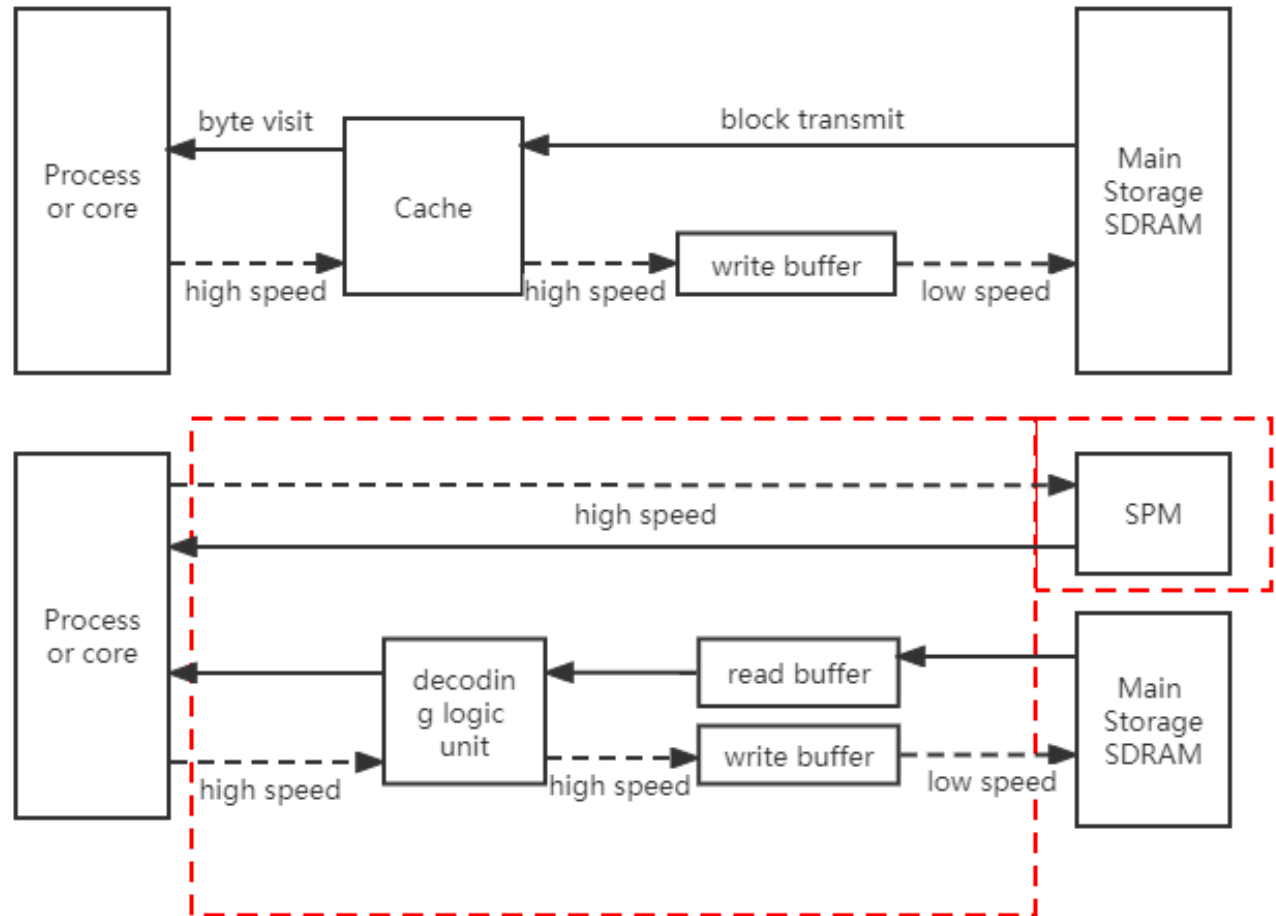 byte visit
block transmit
Process
or core
Cache
Main
Storage
SDRAM
write buffer
high speed
high speed
low speed
high speed
SPM
Process
or core
decodin
g logic
unit
read buffer
write buffer
Main
Storage
SDRAM
high speed
high speed
low speed